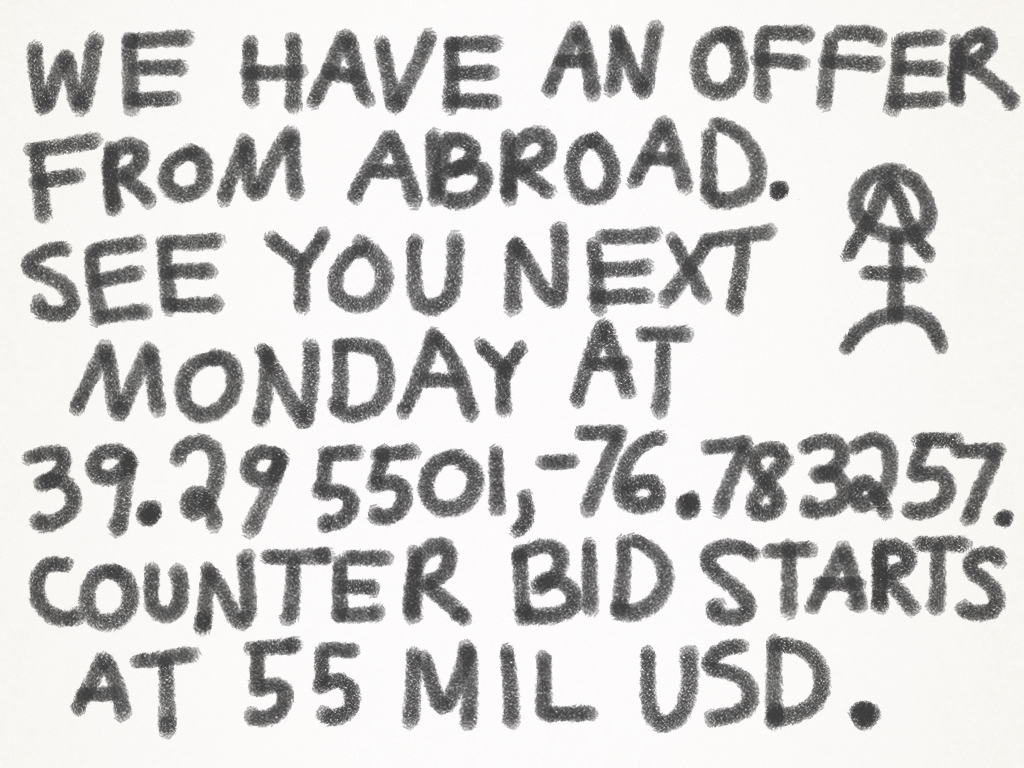 WE HAVE AN OFFER
FROM ABROAD.
SEE YOU NEXT
MONDAY AT
39.295501,-76.783257.
COUNTER BID STARTS
AT 55 MIL USD.